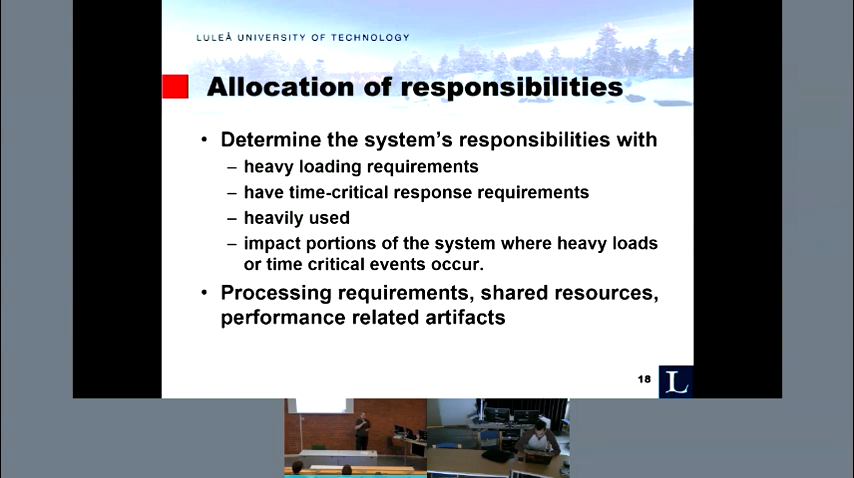 LULEÅ UNIVERSITY OF TECHNOLOGY
Allocation of responsibilities
• Determine the system's responsibilities with
– heavy loading requirements
– have time-critical response requirements
– heavily used
– impact portions of the system where heavy loads
or time critical events occur.
• Processing requirements, shared resources,
performance related artifacts
18
L